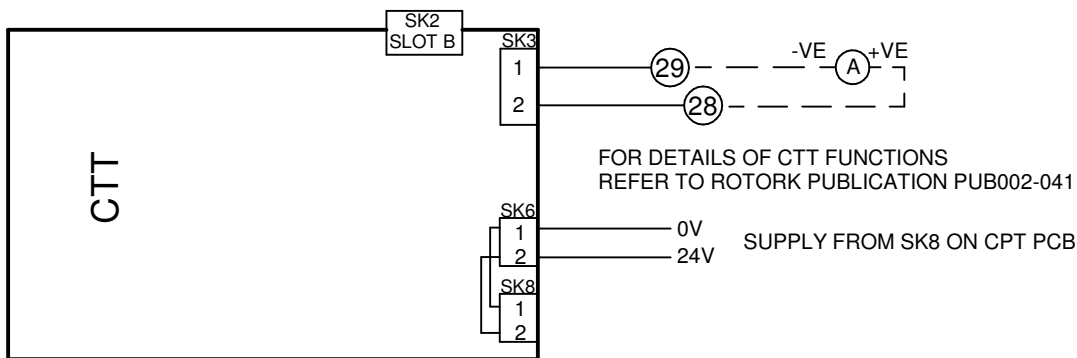 SK2
SLOT B
SK3
1
29
-VE
A
+VE
2
28
CTT
FOR DETAILS OF CTT FUNCTIONS
REFER TO ROTORK PUBLICATION PUB002-041
SK6
1
0V
2
24V
SUPPLY FROM SK8 ON CPT PCB
SK8
1
2